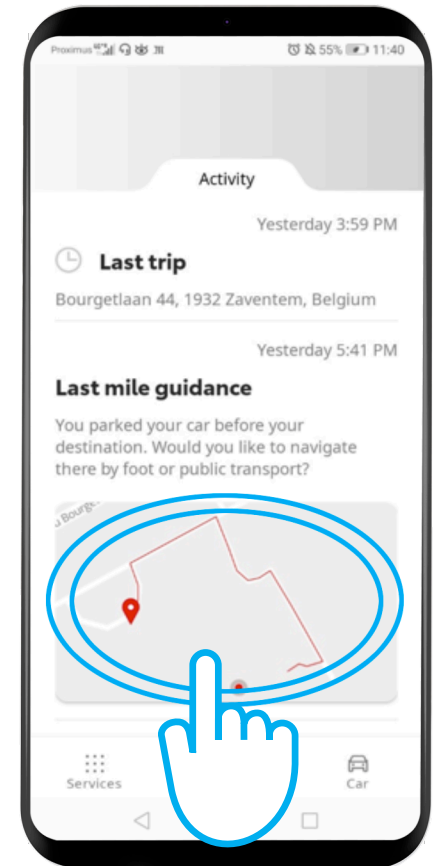 Proximus 55% 11:40
Activity
Yesterday 3:59 PM
Last trip
Bourgetlaan 44, 1932 Zaventem, Belgium
Yesterday 5:41 PM
Last mile guidance
You parked your car before your
destination. Would you like to navigate
there by foot or public transport?
u Bourge
Services
Car